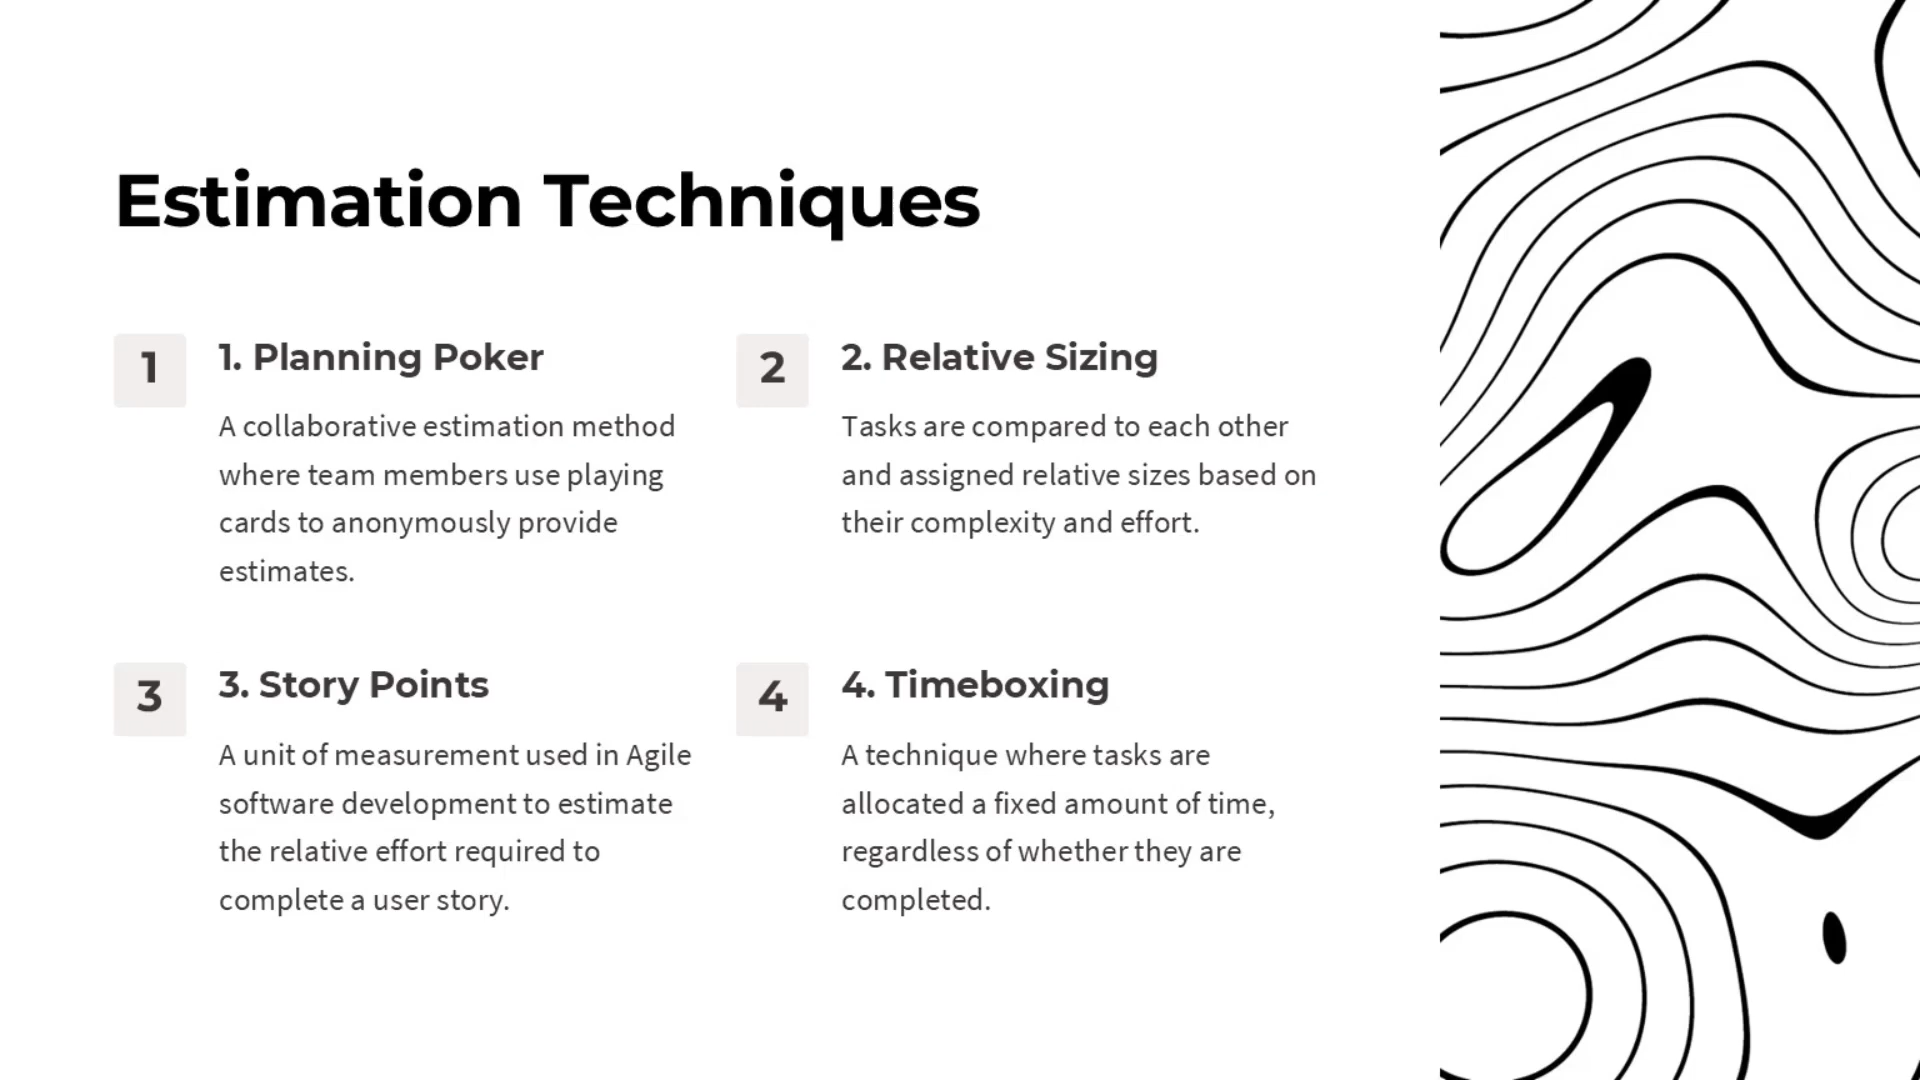 Estimation Techniques
1
1. Planning Poker
A collaborative estimation method
where team members use playing
cards to anonymously provide
estimates.
2
2. Relative Sizing
Tasks are compared to each other
and assigned relative sizes based on
their complexity and effort.
3
3. Story Points
A unit of measurement used in Agile
software development to estimate
the relative effort required to
complete a user story.
4
4. Timeboxing
A technique where tasks are
allocated a fixed amount of time,
regardless of whether they are
completed.